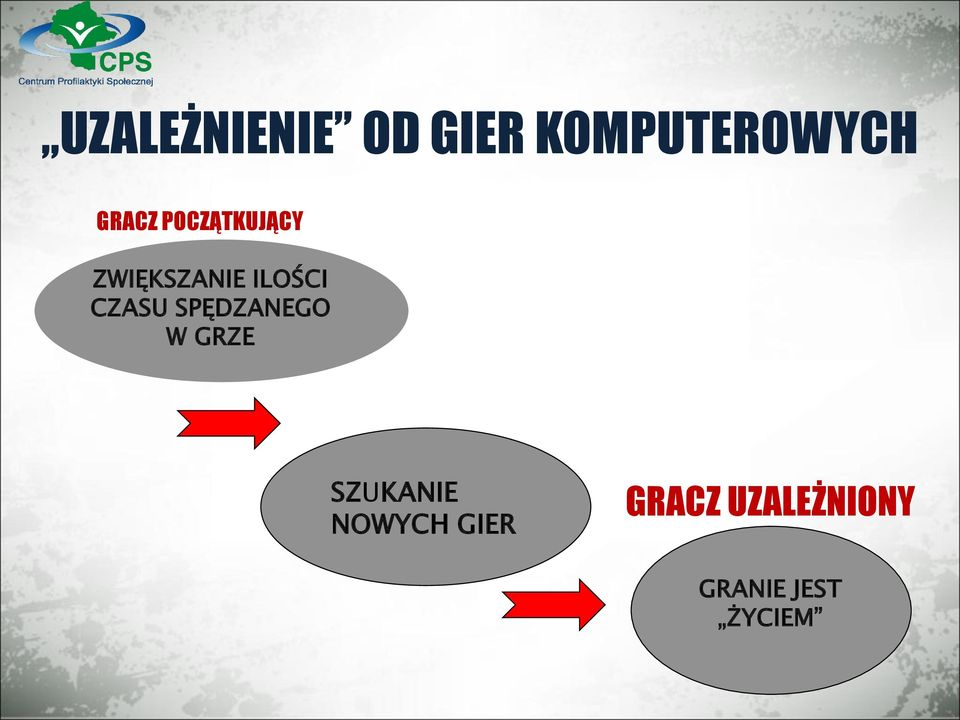 CPS
Centrum Profilaktyki Społecznej
„UZALEŻNIENIE” OD GIER KOMPUTEROWYCH
GRACZ POCZĄTKUJĄCY
ZWIĘKSZANIE ILOŚCI
CZASU SPĘDZANEGO
W GRZE
SZUKANIE
NOWYCH GIER
GRACZ UZALEŻNIONY
GRANIE JEST
„ŻYCIEM”